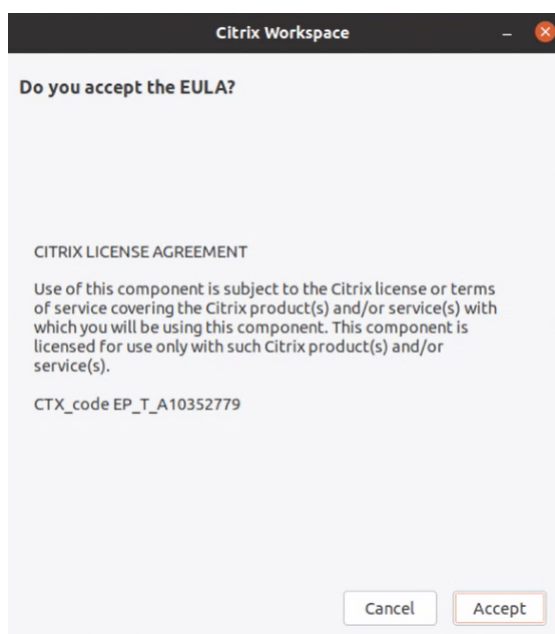 Citrix Workspace
Do you accept the EULA?
CITRIX LICENSE AGREEMENT
Use of this component is subject to the Citrix license or terms
of service covering the Citrix product(s) and/or service(s) with
which you will be using this component. This component is
licensed for use only with such Citrix product(s) and/or
service(s).
CTX_code EP_T_A10352779
Cancel Accept